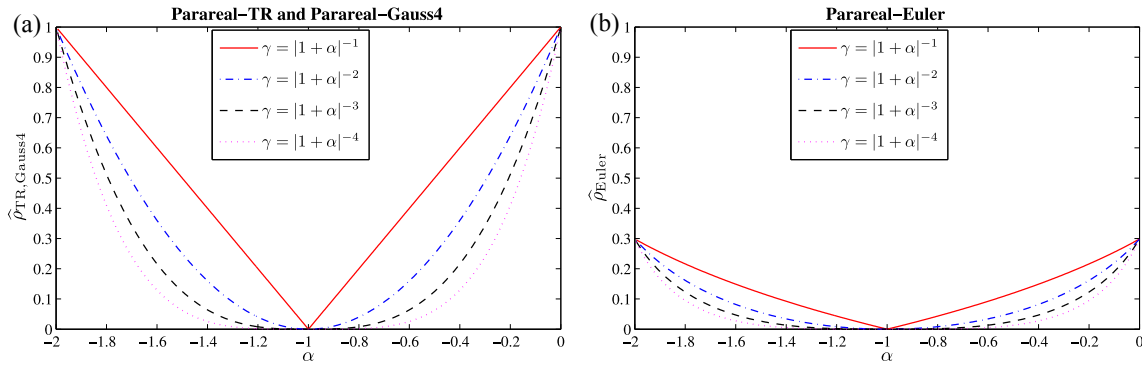 (a)
Parareal−TR and Parareal−Gauss4
1
0.9
0.8
0.7
0.6
0.5
0.4
0.3
0.2
0.1
0
ρ̂_TR,Gauss4
γ = |1 + α|^−1
γ = |1 + α|^−2
γ = |1 + α|^−3
γ = |1 + α|^−4
−2 −1.8 −1.6 −1.4 −1.2 −1 −0.8 −0.6 −0.4 −0.2 0
α
(b)
Parareal−Euler
1
0.9
0.8
0.7
0.6
0.5
0.4
0.3
0.2
0.1
0
ρ̂_Euler
γ = |1 + α|^−1
γ = |1 + α|^−2
γ = |1 + α|^−3
γ = |1 + α|^−4
−2 −1.8 −1.6 −1.4 −1.2 −1 −0.8 −0.6 −0.4 −0.2 0
α